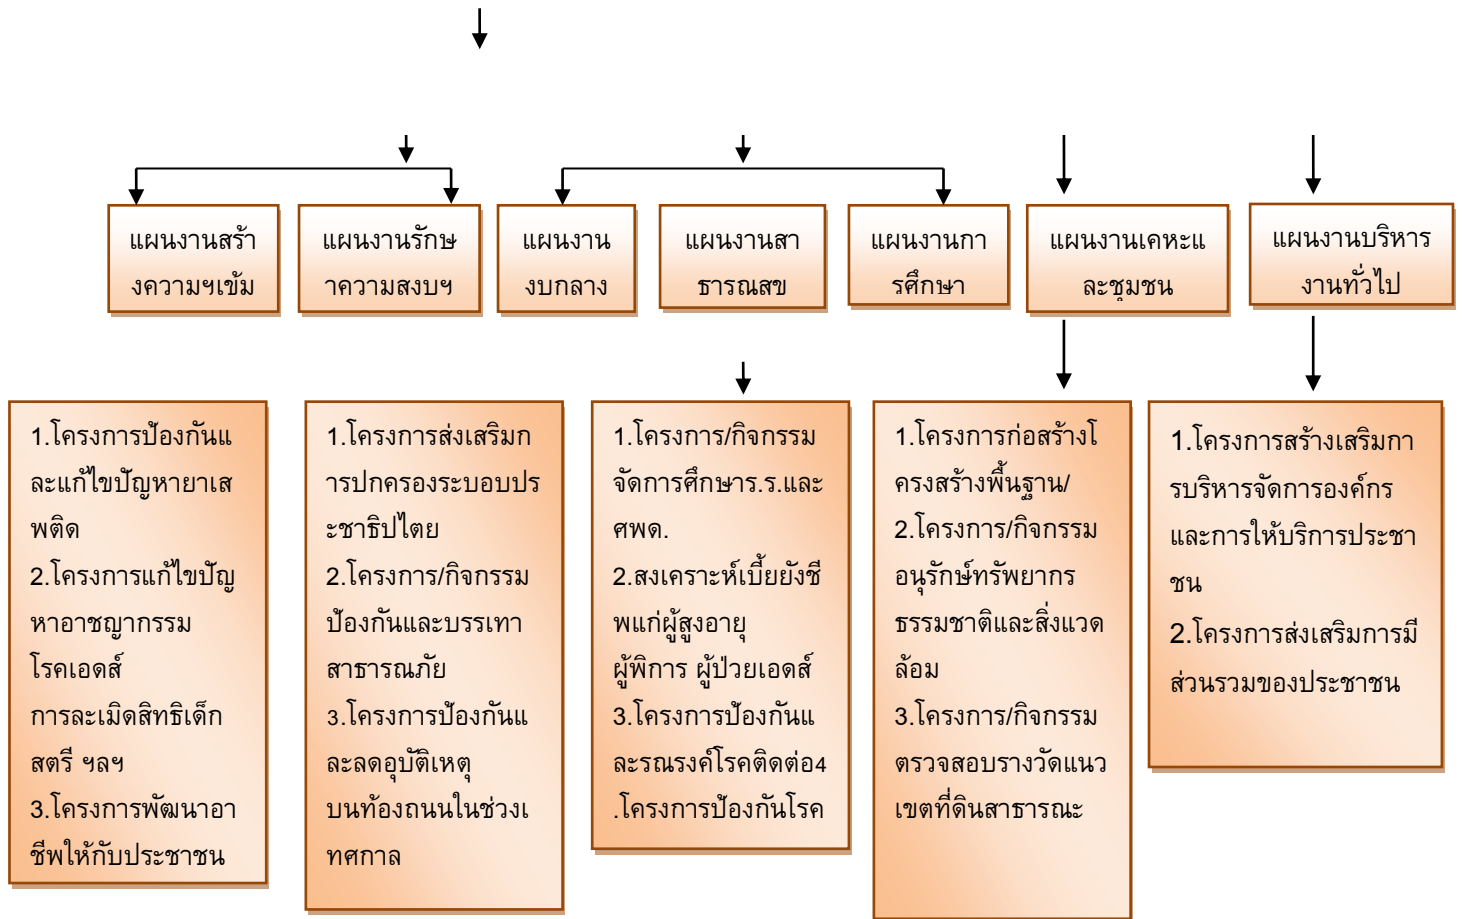 แผนงานสร้า
งความฯเข้ม
แผนงานรักษ
าความสงบฯ
แผนงาน
งบกลาง
แผนงานสา
ธารณสข
แผนงานกา
รศึกษา
แผนงานเคหะแ
ละชุมชน
แผนงานบริหาร
งานทั่วไป
1.โครงการป้องกันแ
ละแก้ไขปัญหายาเส
พติด
2.โครงการแก้ไขปัญ
หาอาชญากรรม
โรคเอดส์
การละเมิดสิทธิเด็ก
สตรี ฯลฯ
3.โครงการพัฒนาอา
ชีพให้กับประชาชน
1.โครงการส่งเสริมก
ารปกครองระบอบปร
ะชาธิปไตย
2.โครงการ/กิจกรรม
ป้องกันและบรรเทา
สาธารณภัย
3.โครงการป้องกันแ
ละลดอุบัติเหตุ
บนท้องถนนในช่วงเ
ทศกาล
1.โครงการ/กิจกรรม
จัดการศึกษาร.ร.และ
ศพด.
2.สงเคราะห์เบี้ยยังชี
พแก่ผู้สูงอายุ
ผู้พิการ ผู้ป่วยเอดส์
3.โครงการป้องกันแ
ละรณรงค์โรคติดต่อ4
.โครงการป้องกันโรค
1.โครงการก่อสร้างโ
ครงสร้างพื้นฐาน/
2.โครงการ/กิจกรรม
อนุรักษ์ทรัพยากร
ธรรมชาติและสิ่งแวด
ล้อม
3.โครงการ/กิจกรรม
ตรวจสอบรางวัดแนว
เขตที่ดินสาธารณะ
1.โครงการสร้างเสริมกา
รบริหารจัดการองค์กร
และการให้บริการประชา
ชน
2.โครงการส่งเสริมการมี
ส่วนรวมของประชาชน